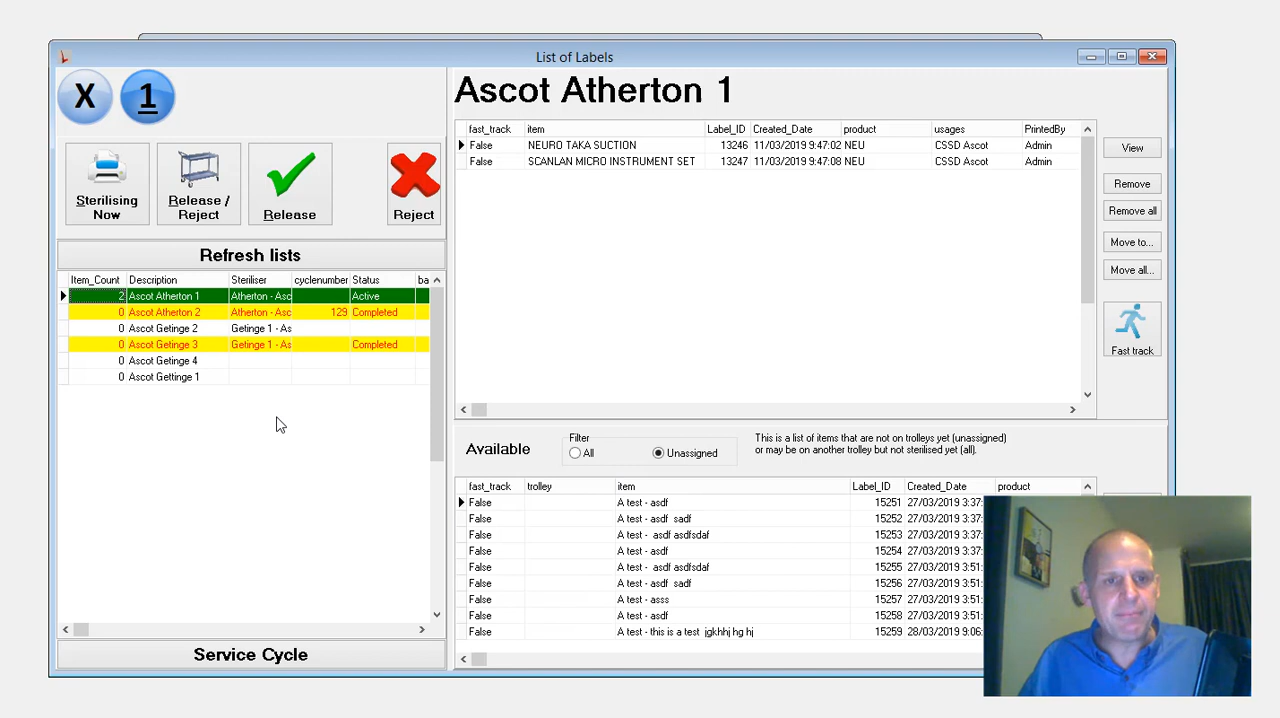 List of Labels
X 1
Sterilising Now
Release / Reject
Release
Reject
Refresh lists
Item_Count Description Steriliser cyclenumber Status ba
2 Ascot Atherton 1 Atherton - Asc Active
0 Ascot Atherton 2 Atherton - Asc 129 Completed
0 Ascot Getinge 2 Getinge 1 - As
0 Ascot Getinge 3 Getinge 1 - As Completed
0 Ascot Getinge 4
0 Ascot Gettinge 1
Service Cycle
Ascot Atherton 1
fast_track item Label_ID Created_Date product usages PrintedBy
False NEURO TAKA SUCTION 13246 11/03/2019 9:47:02 NEU CSSD Ascot Admin
False SCANLAN MICRO INSTRUMENT SET 13247 11/03/2019 9:47:08 NEU CSSD Ascot Admin
View
Remove
Remove all
Move to...
Move all...
Fast track
Available
Filter
All Unassigned
This is a list of items that are not on trolleys yet (unassigned)
or may be on another trolley but not sterilised yet (all).
fast_track trolley item Label_ID Created_Date product
False A test - asdf 15251 27/03/2019 3:37:
False A test - asdf sadf 15252 27/03/2019 3:37:
False A test - asdf asdfsdaf 15253 27/03/2019 3:37:
False A test - asdf 15254 27/03/2019 3:37:
False A test - asdf asdfsdaf 15255 27/03/2019 3:51:
False A test - asdf sadf 15256 27/03/2019 3:51:
False A test - asss 15257 27/03/2019 3:51:
False A test - asdf 15258 27/03/2019 3:51:
False A test - this is a test jgkhhj hg hj 15259 28/03/2019 9:06: